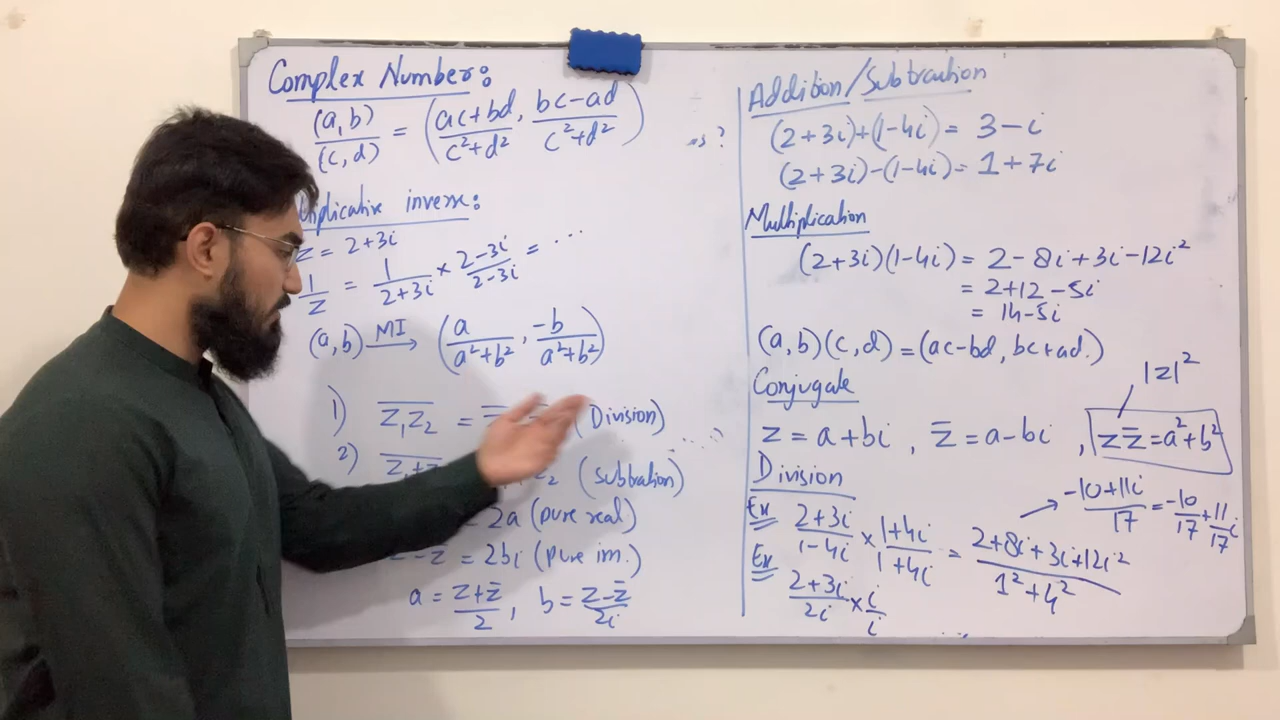 Complex Number:
(a, b)/(c, d) = (ac+bd/c²+d², bc-ad/c²+d²)
inverse:
z = 2+3i
1/z = 1/2+3i × 2-3i/2-3i = ...
(a, b) MI → (a/a²+b², -b/a²+b²)
1) z̅₁z̅₂̅ = (Division)
2) (subtration)
= 2a (pure real)
= 2bi (pure im.)
a = z+z̄/2 , b = z-z̄/2i
Addition/Subtraction
(2+3i)+(1-4i) = 3-i
(2+3i)-(1-4i) = 1+7i
Multiplication
(2+3i)(1-4i) = 2-8i+3i-12i²
= 2+12-5i
= 14-5i
(a, b)(c, d) = (ac-bd, bc+ad.)
Conjugate
|z|²
z = a+bi , z̄ = a-bi , zz̄ = a²+b²
Division
Ex 2+3i/1-4i × 1+4i/1+4i = 2+8i+3i+12i²/1²+4² → -10+11i/17 = -10/17 + 11/17 i
Ex 2+3i/2i × i/i